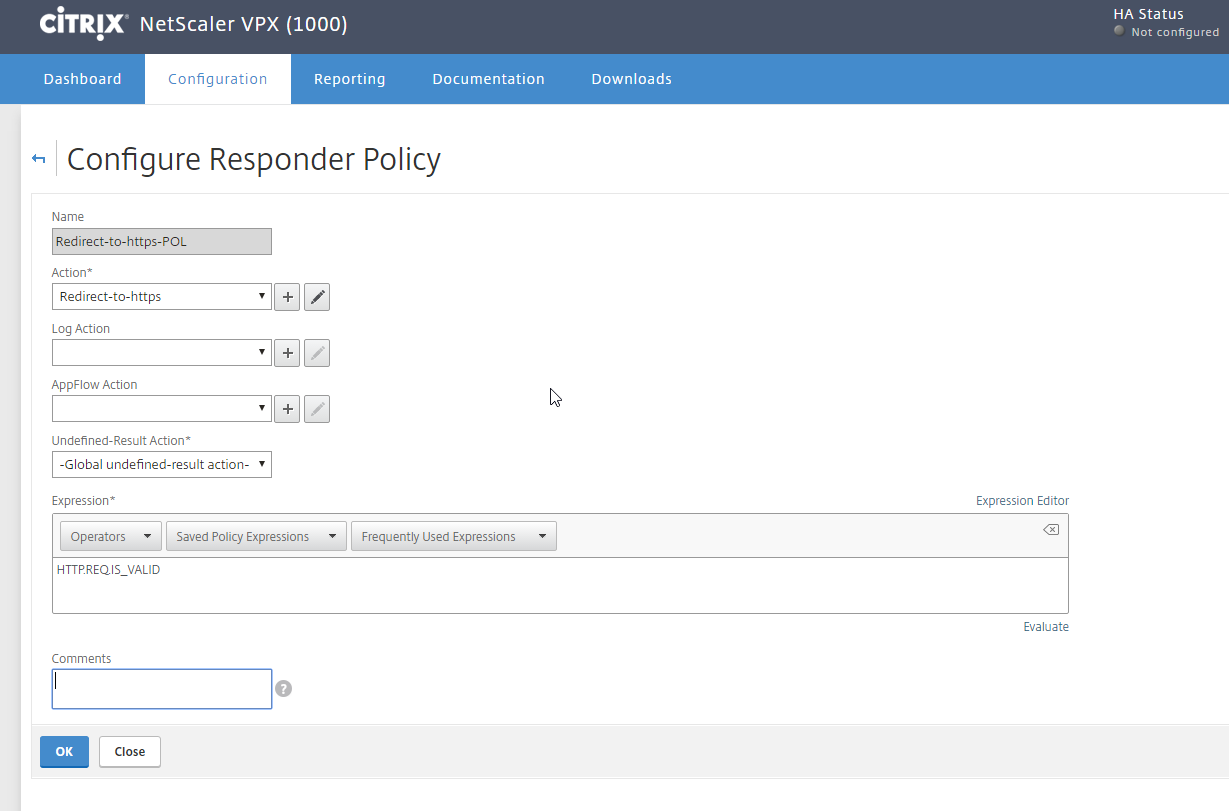 CITRIX® NetScaler VPX (1000)
HA Status
Not configured
Dashboard Configuration Reporting Documentation Downloads
Configure Responder Policy
Name
Redirect-to-https-POL
Action*
Redirect-to-https
Log Action
AppFlow Action
Undefined-Result Action*
-Global undefined-result action-
Expression* Expression Editor
Operators Saved Policy Expressions Frequently Used Expressions
HTTP.REQ.IS_VALID
Evaluate
Comments
?
OK Close